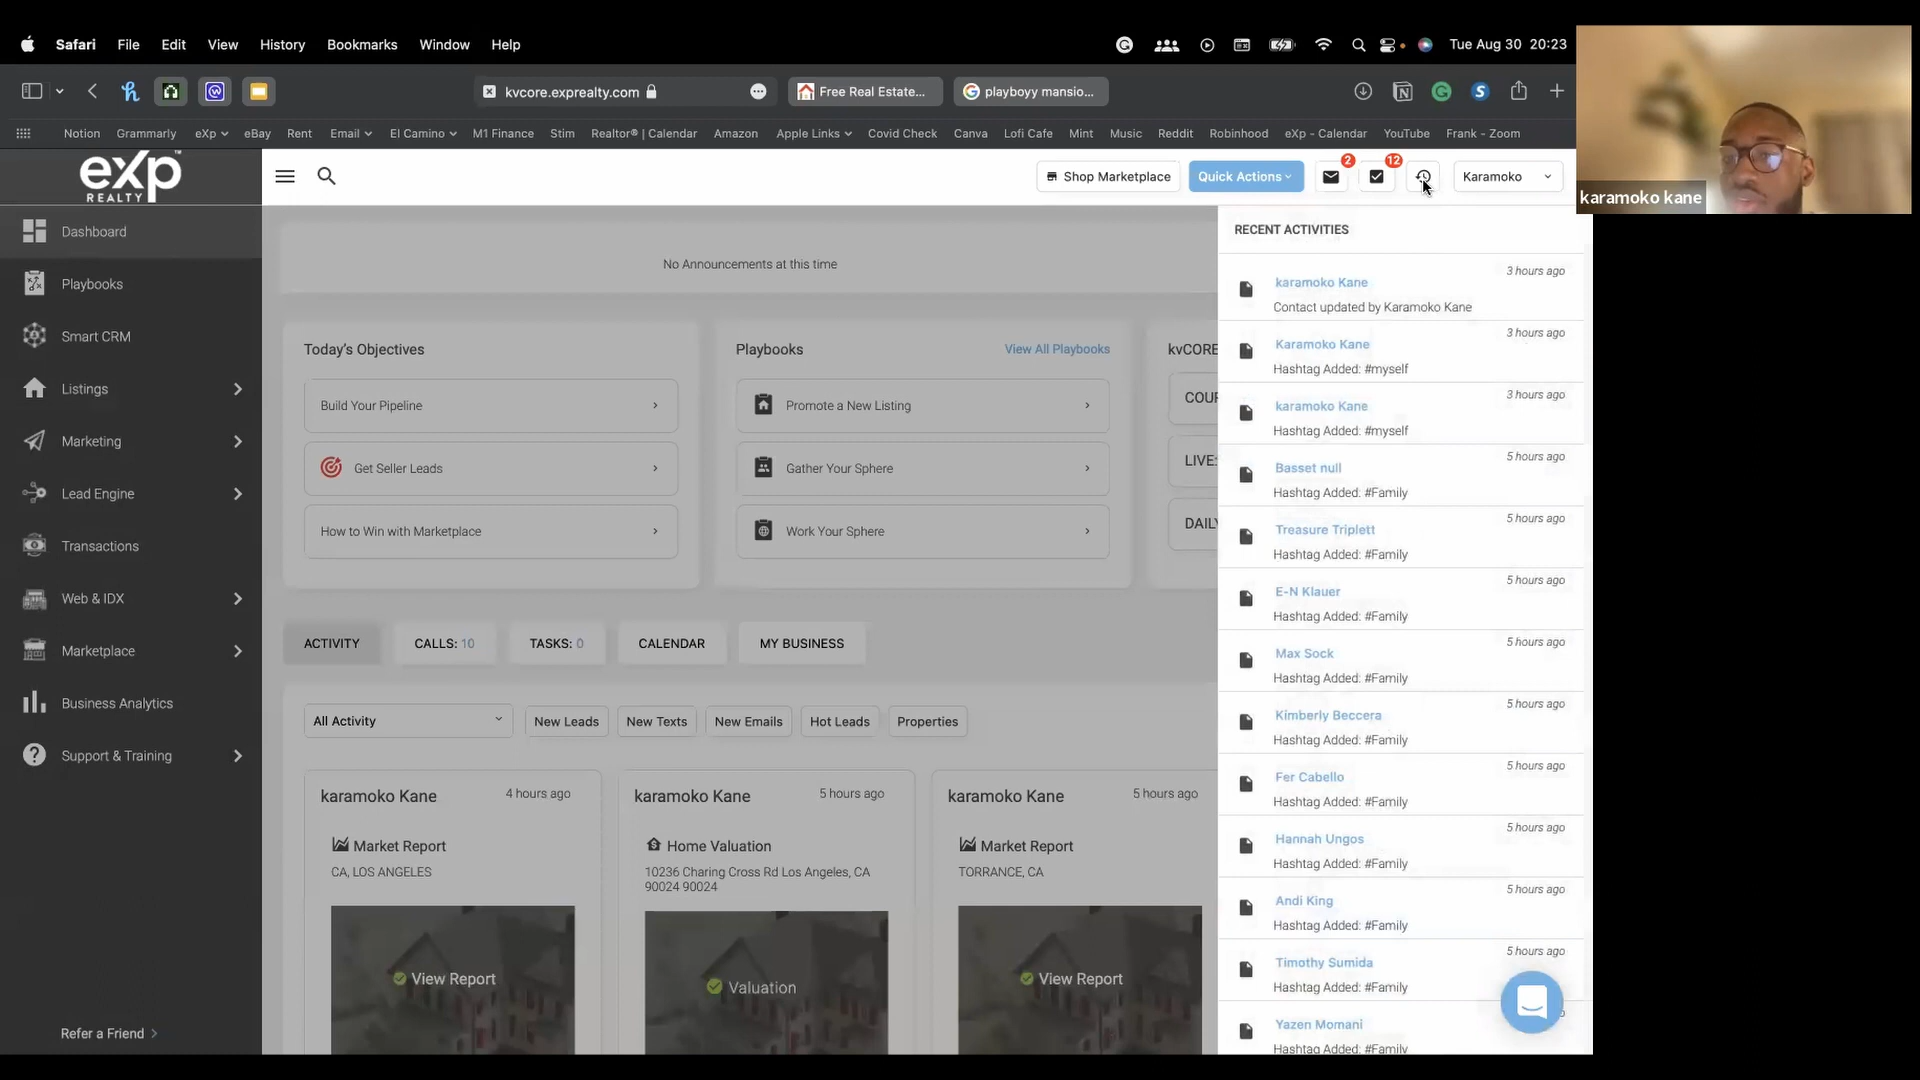 Safari File Edit View History Bookmarks Window Help
Tue Aug 30 20:23
kvcore.exprealty.com
Free Real Estate...
playboyy mansio...
Notion Grammarly eXp eBay Rent Email El Camino M1 Finance Stim Realtor® | Calendar Amazon Apple Links Covid Check Canva Lofi Cafe Mint Music Reddit Robinhood eXp - Calendar YouTube Frank - Zoom
karamoko kane
eXp
REALTY
Shop Marketplace
Quick Actions
2
12
Karamoko
Dashboard
Playbooks
Smart CRM
Listings
Marketing
Lead Engine
Transactions
Web & IDX
Marketplace
Business Analytics
Support & Training
Refer a Friend
No Announcements at this time
Today's Objectives
Build Your Pipeline
Get Seller Leads
How to Win with Marketplace
Playbooks
View All Playbooks
Promote a New Listing
Gather Your Sphere
Work Your Sphere
kvCORE
COUR
LIVE:
DAILY
ACTIVITY
CALLS: 10
TASKS: 0
CALENDAR
MY BUSINESS
All Activity
New Leads
New Texts
New Emails
Hot Leads
Properties
karamoko Kane
4 hours ago
Market Report
CA, LOS ANGELES
View Report
karamoko Kane
5 hours ago
Home Valuation
10236 Charing Cross Rd Los Angeles, CA
90024 90024
Valuation
karamoko Kane
5 hours ago
Market Report
TORRANCE, CA
View Report
RECENT ACTIVITIES
3 hours ago
karamoko Kane
Contact updated by Karamoko Kane
3 hours ago
Karamoko Kane
Hashtag Added: #myself
3 hours ago
karamoko Kane
Hashtag Added: #myself
5 hours ago
Basset null
Hashtag Added: #Family
5 hours ago
Treasure Triplett
Hashtag Added: #Family
5 hours ago
E-N Klauer
Hashtag Added: #Family
5 hours ago
Max Sock
Hashtag Added: #Family
5 hours ago
Kimberly Beccera
Hashtag Added: #Family
5 hours ago
Fer Cabello
Hashtag Added: #Family
5 hours ago
Hannah Ungos
Hashtag Added: #Family
5 hours ago
Andi King
Hashtag Added: #Family
5 hours ago
Timothy Sumida
Hashtag Added: #Family
Yazen Momani
Hashtag Added: #Family